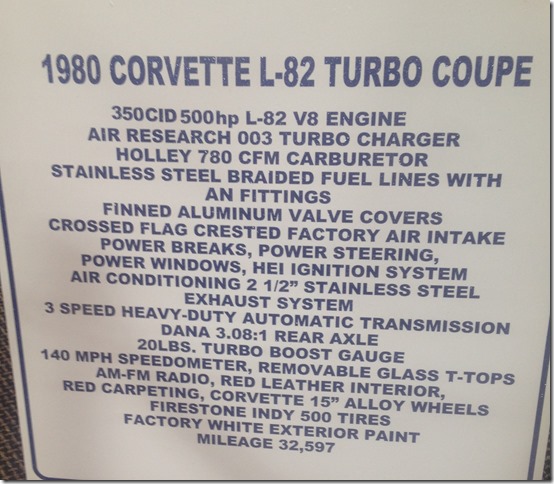 1980 CORVETTE L-82 TURBO COUPE
350CID 500hp L-82 V8 ENGINE
AIR RESEARCH 003 TURBO CHARGER
HOLLEY 780 CFM CARBURETOR
STAINLESS STEEL BRAIDED FUEL LINES WITH
AN FITTINGS
FINNED ALUMINUM VALVE COVERS
CROSSED FLAG CRESTED FACTORY AIR INTAKE
POWER BREAKS, POWER STEERING,
POWER WINDOWS, HEI IGNITION SYSTEM
AIR CONDITIONING 2 1/2” STAINLESS STEEL
EXHAUST SYSTEM
3 SPEED HEAVY-DUTY AUTOMATIC TRANSMISSION
DANA 3.08:1 REAR AXLE
20LBS. TURBO BOOST GAUGE
140 MPH SPEEDOMETER, REMOVABLE GLASS T-TOPS
AM-FM RADIO, RED LEATHER INTERIOR,
RED CARPETING, CORVETTE 15” ALLOY WHEELS
FIRESTONE INDY 500 TIRES
FACTORY WHITE EXTERIOR PAINT
MILEAGE 32,597